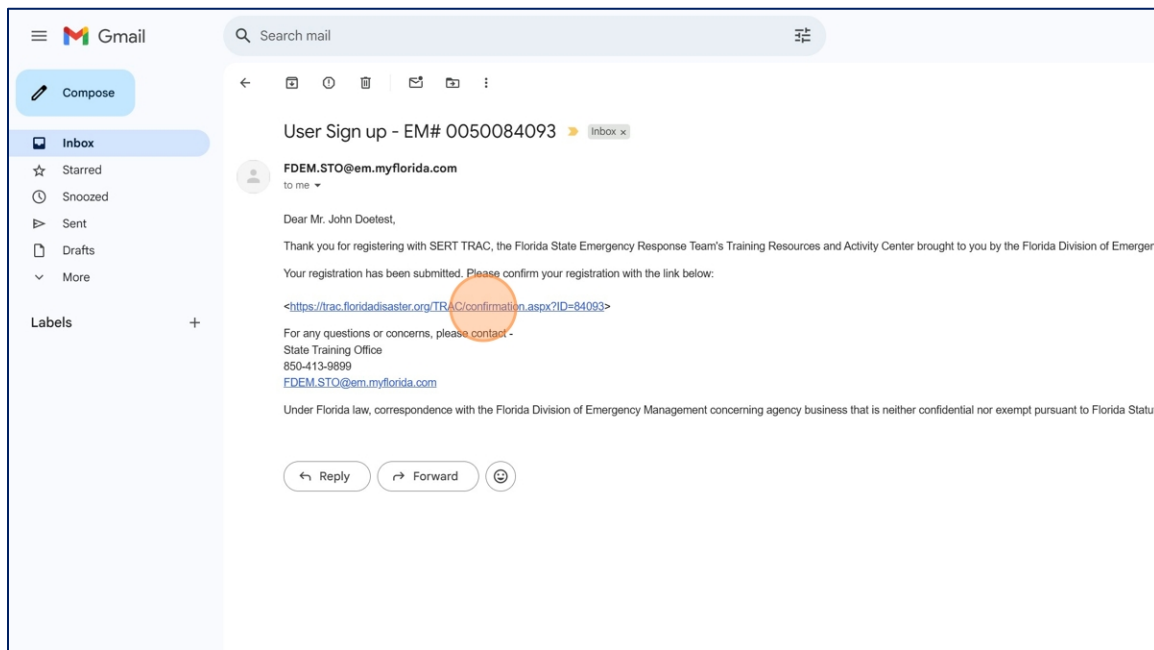 Gmail
Search mail
Compose
Inbox
Starred
Snoozed
Sent
Drafts
More
Labels
User Sign up - EM# 0050084093 Inbox x
FDEM.STO@em.myflorida.com
to me
Dear Mr. John Doetest,
Thank you for registering with SERT TRAC, the Florida State Emergency Response Team's Training Resources and Activity Center brought to you by the Florida Division of Emergen
Your registration has been submitted. Please confirm your registration with the link below:
<https://trac.floridadisaster.org/TRAC/confirmation.aspx?ID=84093>
For any questions or concerns, please contact -
State Training Office
850-413-9899
FDEM.STO@em.myflorida.com
Under Florida law, correspondence with the Florida Division of Emergency Management concerning agency business that is neither confidential nor exempt pursuant to Florida Statu
Reply Forward